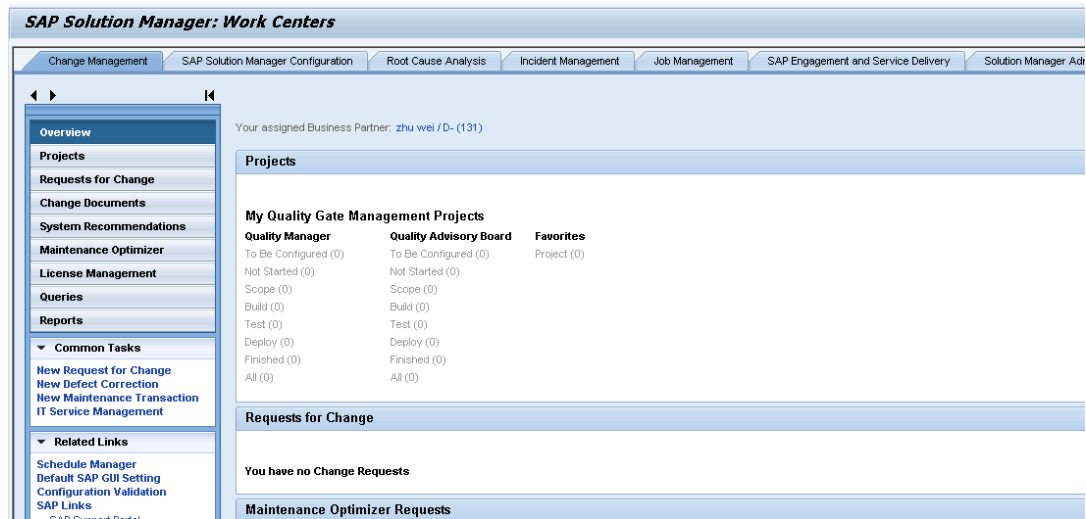 SAP Solution Manager: Work Centers
Change Management SAP Solution Manager Configuration Root Cause Analysis Incident Management Job Management SAP Engagement and Service Delivery Solution Manager
Your assigned Business Partner: zhu wei / D- (131)
Overview
Projects
Requests for Change
Change Documents
System Recommendations
Maintenance Optimizer
License Management
Queries
Reports
Common Tasks
New Request for Change
New Defect Correction
New Maintenance Transaction
IT Service Management
Related Links
Schedule Manager
Default SAP GUI Setting
Configuration Validation
SAP Links
SAP Support Portal
Projects
My Quality Gate Management Projects
Quality Manager Quality Advisory Board Favorites
To Be Configured (0) To Be Configured (0) Project (0)
Not Started (0) Not Started (0)
Scope (0) Scope (0)
Build (0) Build (0)
Test (0) Test (0)
Deploy (0) Deploy (0)
Finished (0) Finished (0)
All (0) All (0)
Requests for Change
You have no Change Requests
Maintenance Optimizer Requests